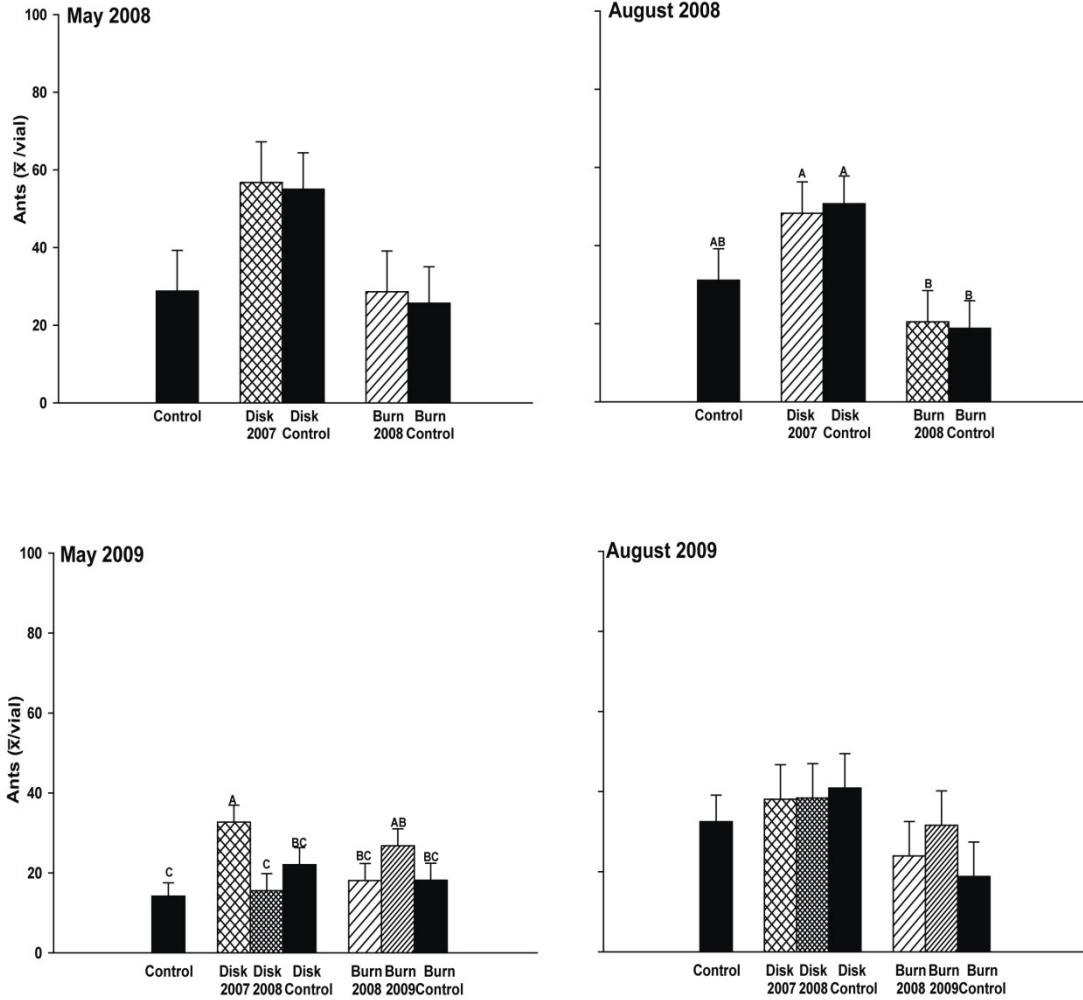 May 2008
Ants (x̅ /vial)
100
80
60
40
20
0
Control
Disk Disk
2007 Control
Burn Burn
2008 Control
August 2008
AB
A
A
B
B
Control
Disk Disk
2007 Control
Burn Burn
2008 Control
May 2009
Ants (x̅/vial)
100
80
60
40
20
0
C
A
C
BC
BC
AB
BC
Control
Disk Disk Disk
2007 2008 Control
Burn Burn Burn
2008 2009 Control
August 2009
Control
Disk Disk Disk
2007 2008 Control
Burn Burn Burn
2008 2009 Control